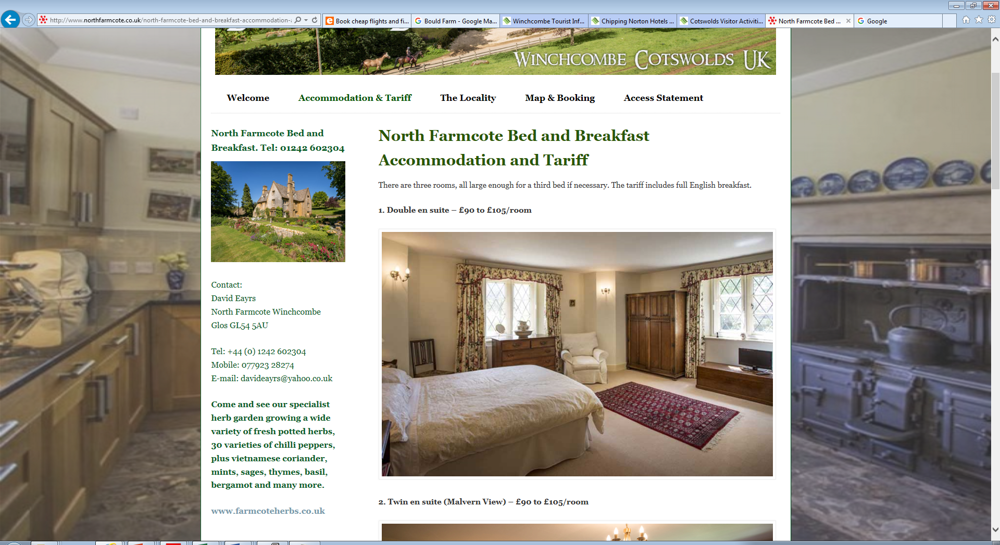 http://www.northfarmcote.co.uk/north-farmcote-bed-and-breakfast-accommodation-
Book cheap flights and fi...
Bould Farm - Google Ma...
Winchcombe Tourist Inf...
Chipping Norton Hotels ...
Cotswolds Visitor Activiti...
North Farmcote Bed ...
Google
Winchcombe Cotswolds UK
Welcome
Accommodation & Tariff
The Locality
Map & Booking
Access Statement
North Farmcote Bed and
Breakfast. Tel: 01242 602304
Contact:
David Eayrs
North Farmcote Winchcombe
Glos GL54 5AU
Tel: +44 (0) 1242 602304
Mobile: 077923 28274
E-mail: davideayrs@yahoo.co.uk
Come and see our specialist
herb garden growing a wide
variety of fresh potted herbs,
30 varieties of chilli peppers,
plus vietnamese coriander,
mints, sages, thymes, basil,
bergamot and many more.
www.farmcoteherbs.co.uk
North Farmcote Bed and Breakfast
Accommodation and Tariff
There are three rooms, all large enough for a third bed if necessary. The tariff includes full English breakfast.
1. Double en suite – £90 to £105/room
2. Twin en suite (Malvern View) – £90 to £105/room